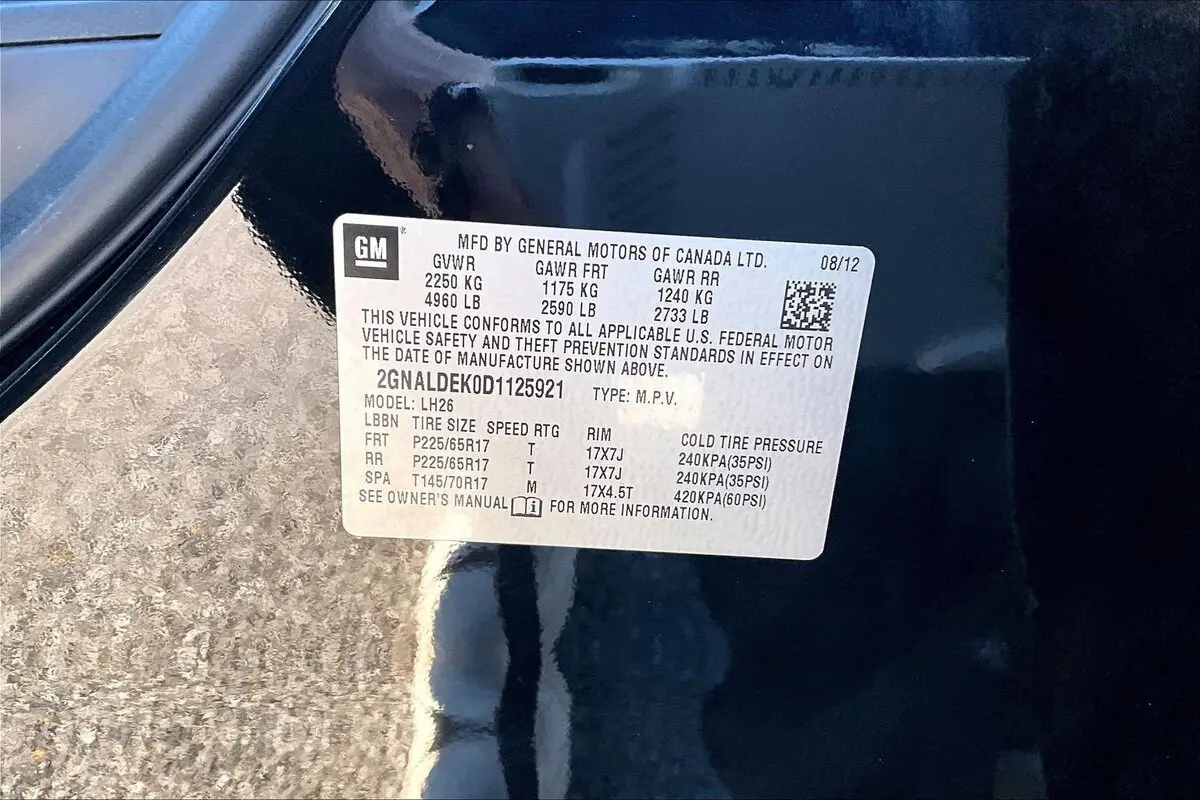 GM
MFD BY GENERAL MOTORS OF CANADA LTD. 08/12
GVWR GAWR FRT GAWR RR
2250 KG 1175 KG 1240 KG
4960 LB 2590 LB 2733 LB
THIS VEHICLE CONFORMS TO ALL APPLICABLE U.S. FEDERAL MOTOR
VEHICLE SAFETY AND THEFT PREVENTION STANDARDS IN EFFECT ON
THE DATE OF MANUFACTURE SHOWN ABOVE.
2GNALDEK0D1125921 TYPE: M.P.V.
MODEL: LH26
LBBN TIRE SIZE SPEED RTG RIM COLD TIRE PRESSURE
FRT P225/65R17 T 17X7J 240KPA(35PSI)
RR P225/65R17 T 17X7J 240KPA(35PSI)
SPA T145/70R17 M 17X4.5T 420KPA(60PSI)
SEE OWNER'S MANUAL i FOR MORE INFORMATION.